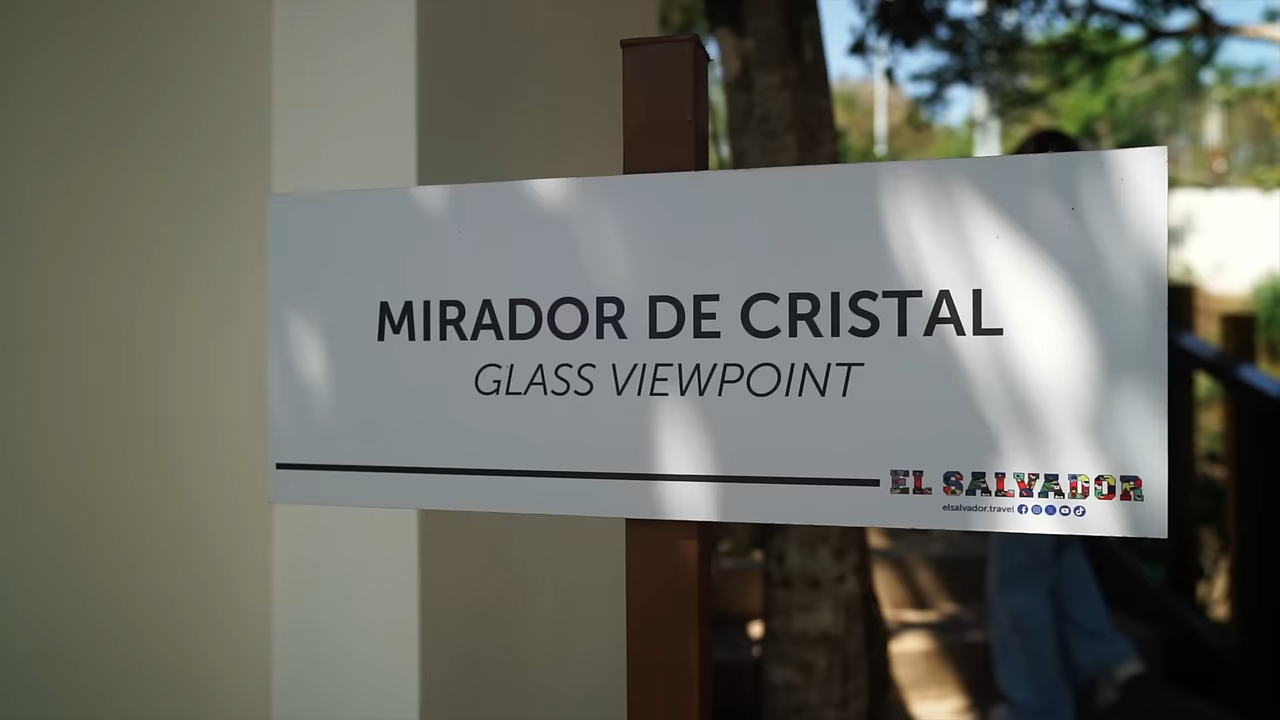 MIRADOR DE CRISTAL
GLASS VIEWPOINT
EL SALVADOR
elsalvador.travel